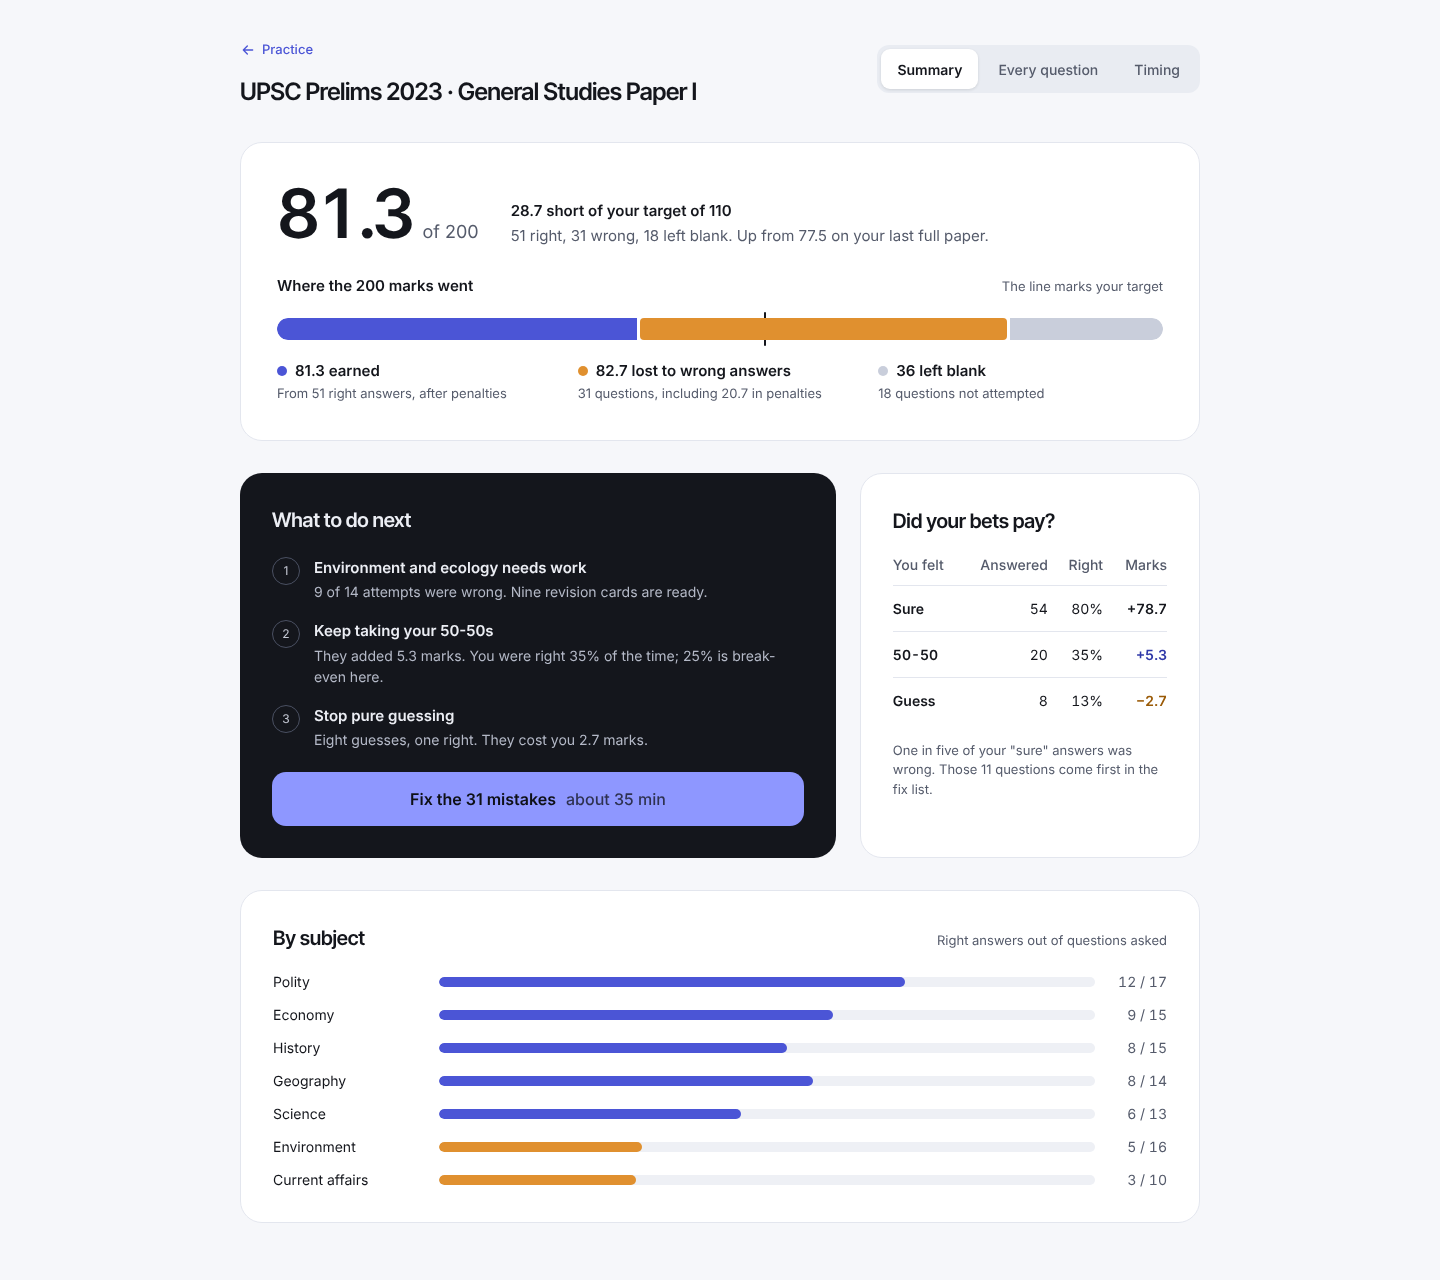 ← Practice
UPSC Prelims 2023 · General Studies Paper I
Summary Every question Timing
81.3 of 200
28.7 short of your target of 110
51 right, 31 wrong, 18 left blank. Up from 77.5 on your last full paper.
Where the 200 marks went
The line marks your target
81.3 earned
From 51 right answers, after penalties
82.7 lost to wrong answers
31 questions, including 20.7 in penalties
36 left blank
18 questions not attempted
What to do next
1 Environment and ecology needs work
9 of 14 attempts were wrong. Nine revision cards are ready.
2 Keep taking your 50-50s
They added 5.3 marks. You were right 35% of the time; 25% is break-
even here.
3 Stop pure guessing
Eight guesses, one right. They cost you 2.7 marks.
Fix the 31 mistakes about 35 min
Did your bets pay?
You felt Answered Right Marks
Sure 54 80% +78.7
50-50 20 35% +5.3
Guess 8 13% −2.7
One in five of your "sure" answers was
wrong. Those 11 questions come first in the
fix list.
By subject
Right answers out of questions asked
Polity 12 / 17
Economy 9 / 15
History 8 / 15
Geography 8 / 14
Science 6 / 13
Environment 5 / 16
Current affairs 3 / 10